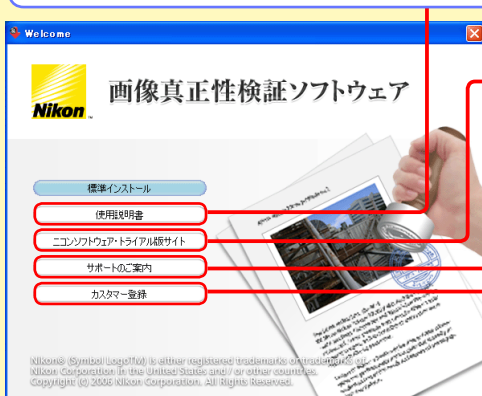 Welcome
Nikon
画像真正性検証ソフトウェア
標準インストール
使用説明書
ニコンソフトウェア・トライアル版サイト
サポートのご案内
カスタマー登録
Nikon® (Symbol Logo/TM) is either registered trademarks or trademarks of
Nikon Corporation in the United States and / or other countries.
Copyright (c) 2006 Nikon Corporation. All Rights Reserved.